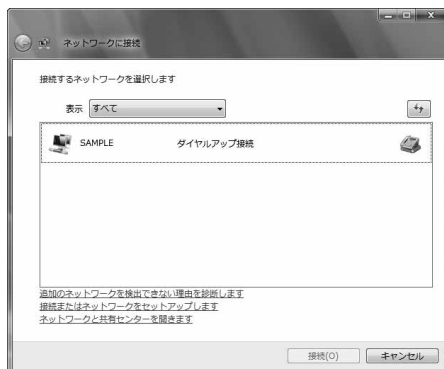 ネットワークに接続
接続するネットワークを選択します
表示 すべて
SAMPLE ダイヤルアップ接続
追加のネットワークを検出できない理由を診断します
接続またはネットワークをセットアップします
ネットワークと共有センターを開きます
接続(O) キャンセル